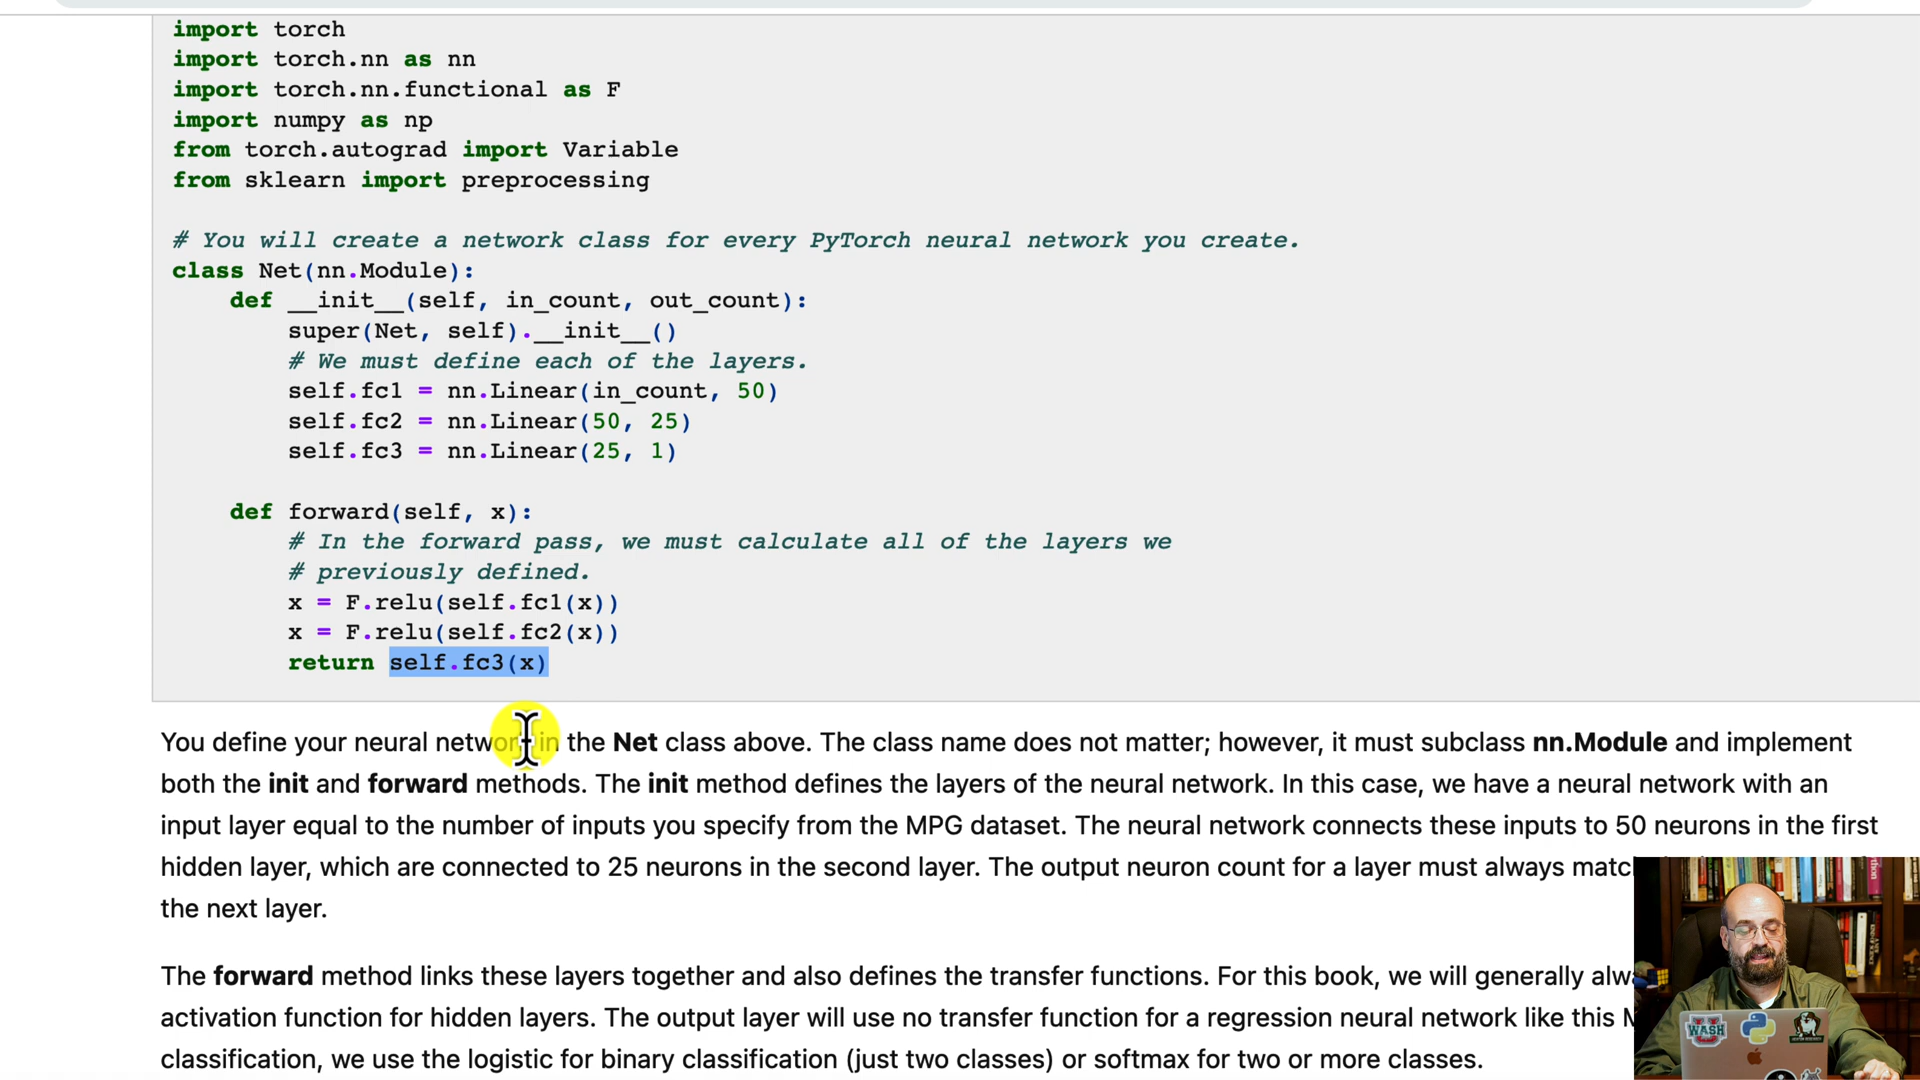 import torch
import torch.nn as nn
import torch.nn.functional as F
import numpy as np
from torch.autograd import Variable
from sklearn import preprocessing
# You will create a network class for every PyTorch neural network you create.
class Net(nn.Module):
def __init__(self, in_count, out_count):
super(Net, self).__init__()
# We must define each of the layers.
self.fc1 = nn.Linear(in_count, 50)
self.fc2 = nn.Linear(50, 25)
self.fc3 = nn.Linear(25, 1)
def forward(self, x):
# In the forward pass, we must calculate all of the layers we
# previously defined.
x = F.relu(self.fc1(x))
x = F.relu(self.fc2(x))
return self.fc3(x)
You define your neural network in the Net class above. The class name does not matter; however, it must subclass nn.Module and implement
both the init and forward methods. The init method defines the layers of the neural network. In this case, we have a neural network with an
input layer equal to the number of inputs you specify from the MPG dataset. The neural network connects these inputs to 50 neurons in the first
hidden layer, which are connected to 25 neurons in the second layer. The output neuron count for a layer must always
the next layer.
The forward method links these layers together and also defines the transfer functions. For this book, we will generally
activation function for hidden layers. The output layer will use no transfer function for a regression neural network like this
classification, we use the logistic for binary classification (just two classes) or softmax for two or more classes.
WASH